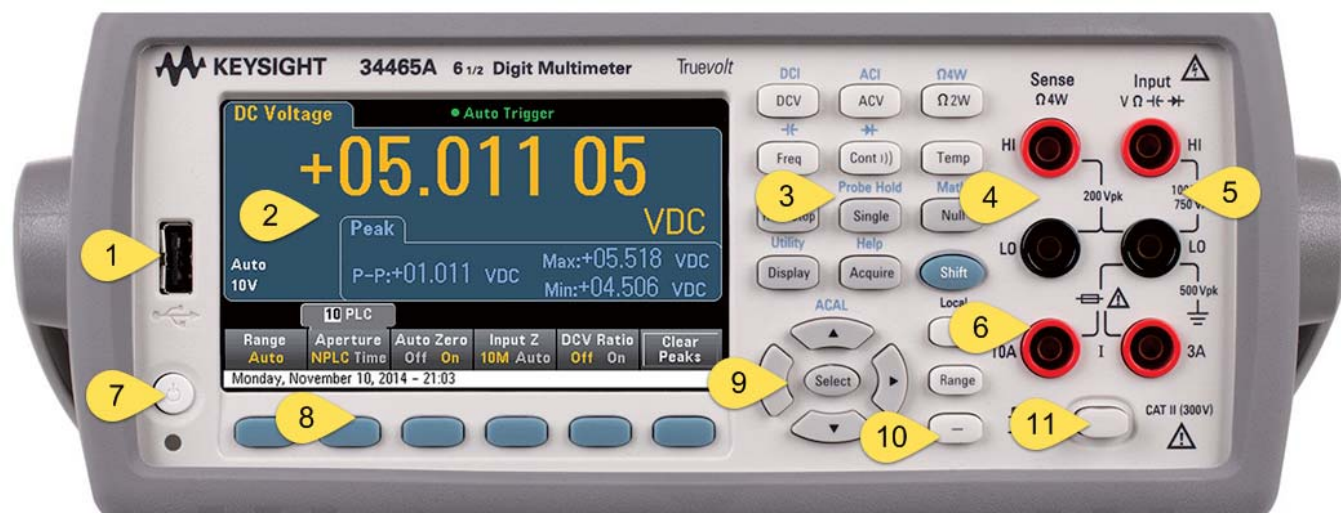 KEYSIGHT 34465A 6 1/2 Digit Multimeter Truevolt
DC Voltage
Auto Trigger
+05.011 05
VDC
Peak
P-P:+01.011 VDC
Max:+05.518 VDC
Min:+04.506 VDC
Auto
10V
10 PLC
Range
Auto
Aperture
NPLC Time
Auto Zero
Off On
Input Z
10M Auto
DCV Ratio
Off On
Clear
Peaks
Monday, November 10, 2014 - 21:03
1
2
7
8
DCI
DCV
ACI
ACV
Ω4W
Ω2W
Freq
Cont
Temp
3
Probe Hold
Single
Null
Utility
Display
Help
Acquire
Shift
Local
ACAL
Select
Range
–
9
10
Sense
Ω4W
Input
V Ω
HI
HI
4
200 Vpk
5
LO
LO
500 Vpk
6
10A
I
3A
11
CAT II (300V)